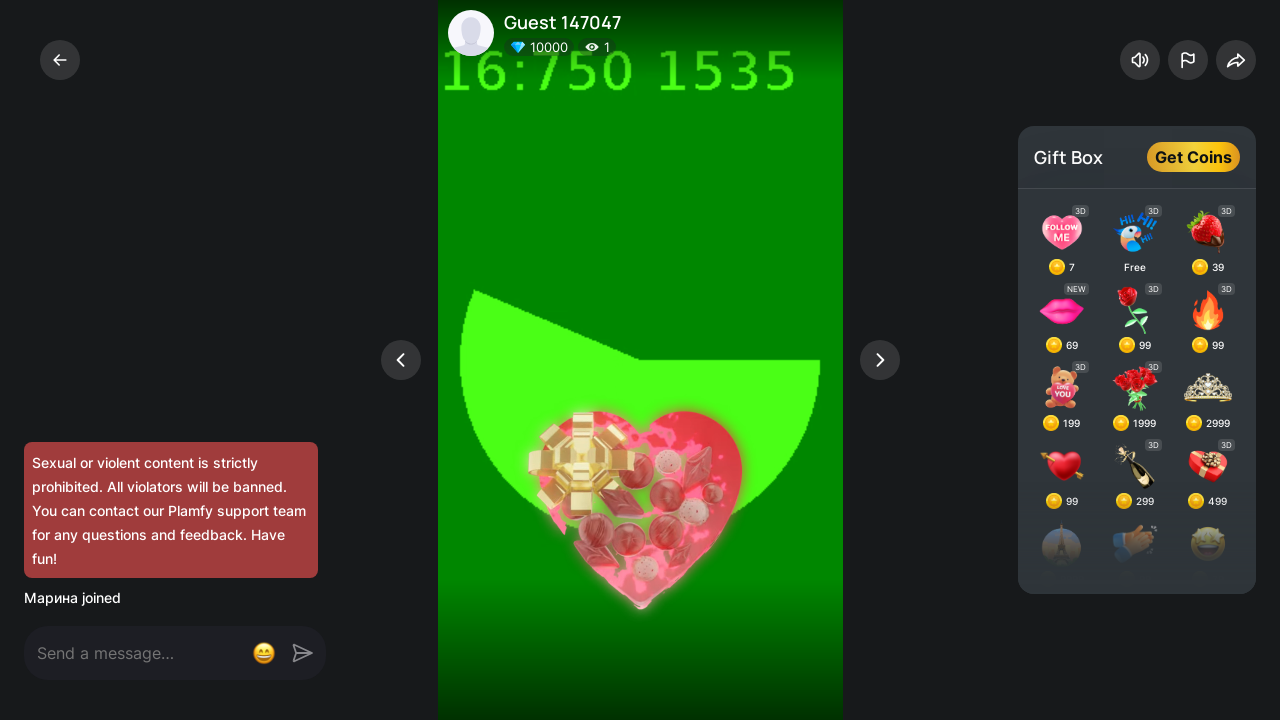 Guest 147047
10000
1
16:750 1535
Gift Box
Get Coins
3D
3D
3D
FOLLOW
ME
Hi! Hi!
Hi!
7
Free
39
NEW
3D
3D
69
99
99
3D
3D
LOVE
YOU
199
1999
2999
3D
3D
99
299
499
Sexual or violent content is strictly
prohibited. All violators will be banned.
You can contact our Plamfy support team
for any questions and feedback. Have
fun!
Марина joined
Send a message...